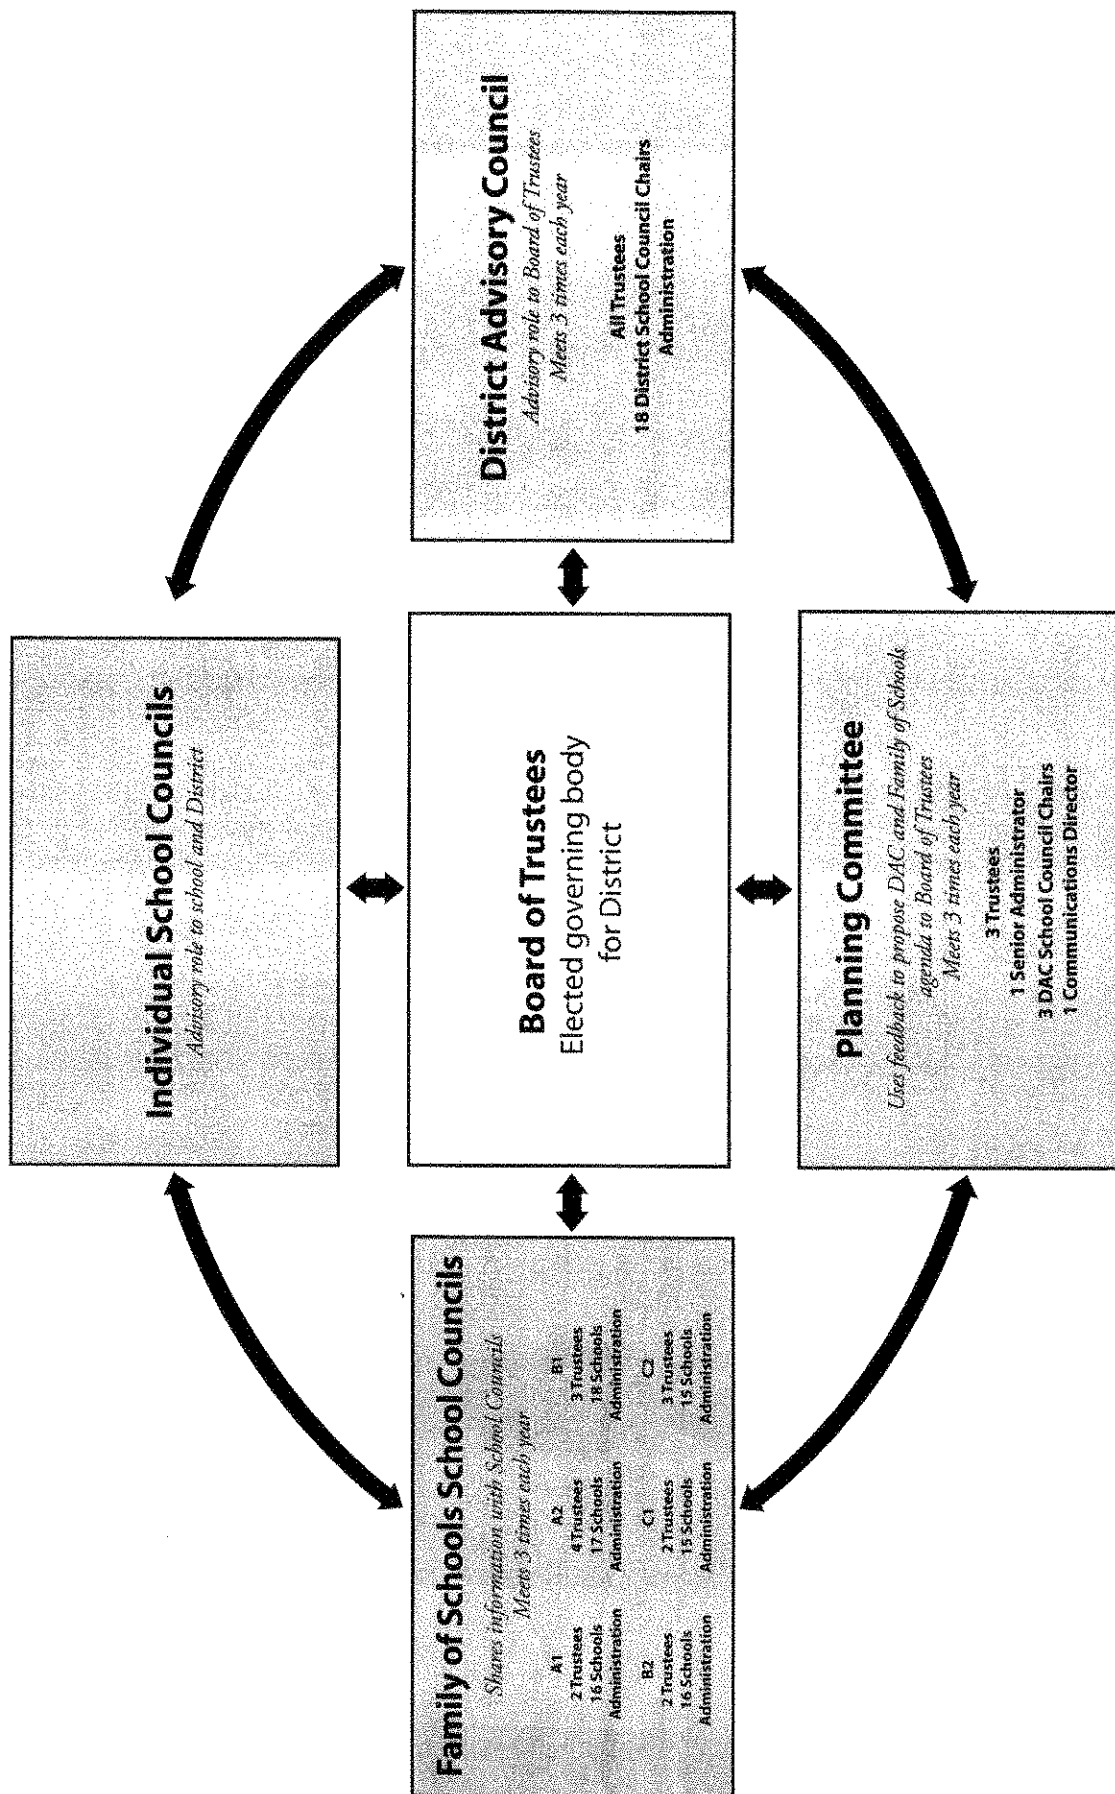 Individual School Councils
Advisory role to school and District
Family of Schools School Councils
Shares information with School Councils
Meets 3 times each year
A1
2 Trustees
16 Schools
Administration
A2
4 Trustees
17 Schools
Administration
B1
3 Trustees
18 Schools
Administration
B2
2 Trustees
16 Schools
Administration
C1
2 Trustees
15 Schools
Administration
C2
3 Trustees
15 Schools
Administration
Board of Trustees
Elected governing body
for District
District Advisory Council
Advisory role to Board of Trustees
Meets 3 times each year
All Trustees
18 District School Council Chairs
Administration
Planning Committee
Uses feedback to propose DAC and Family of Schools
agenda to Board of Trustees
Meets 3 times each year
3 Trustees
1 Senior Administrator
3 DAC School Council Chairs
1 Communications Director